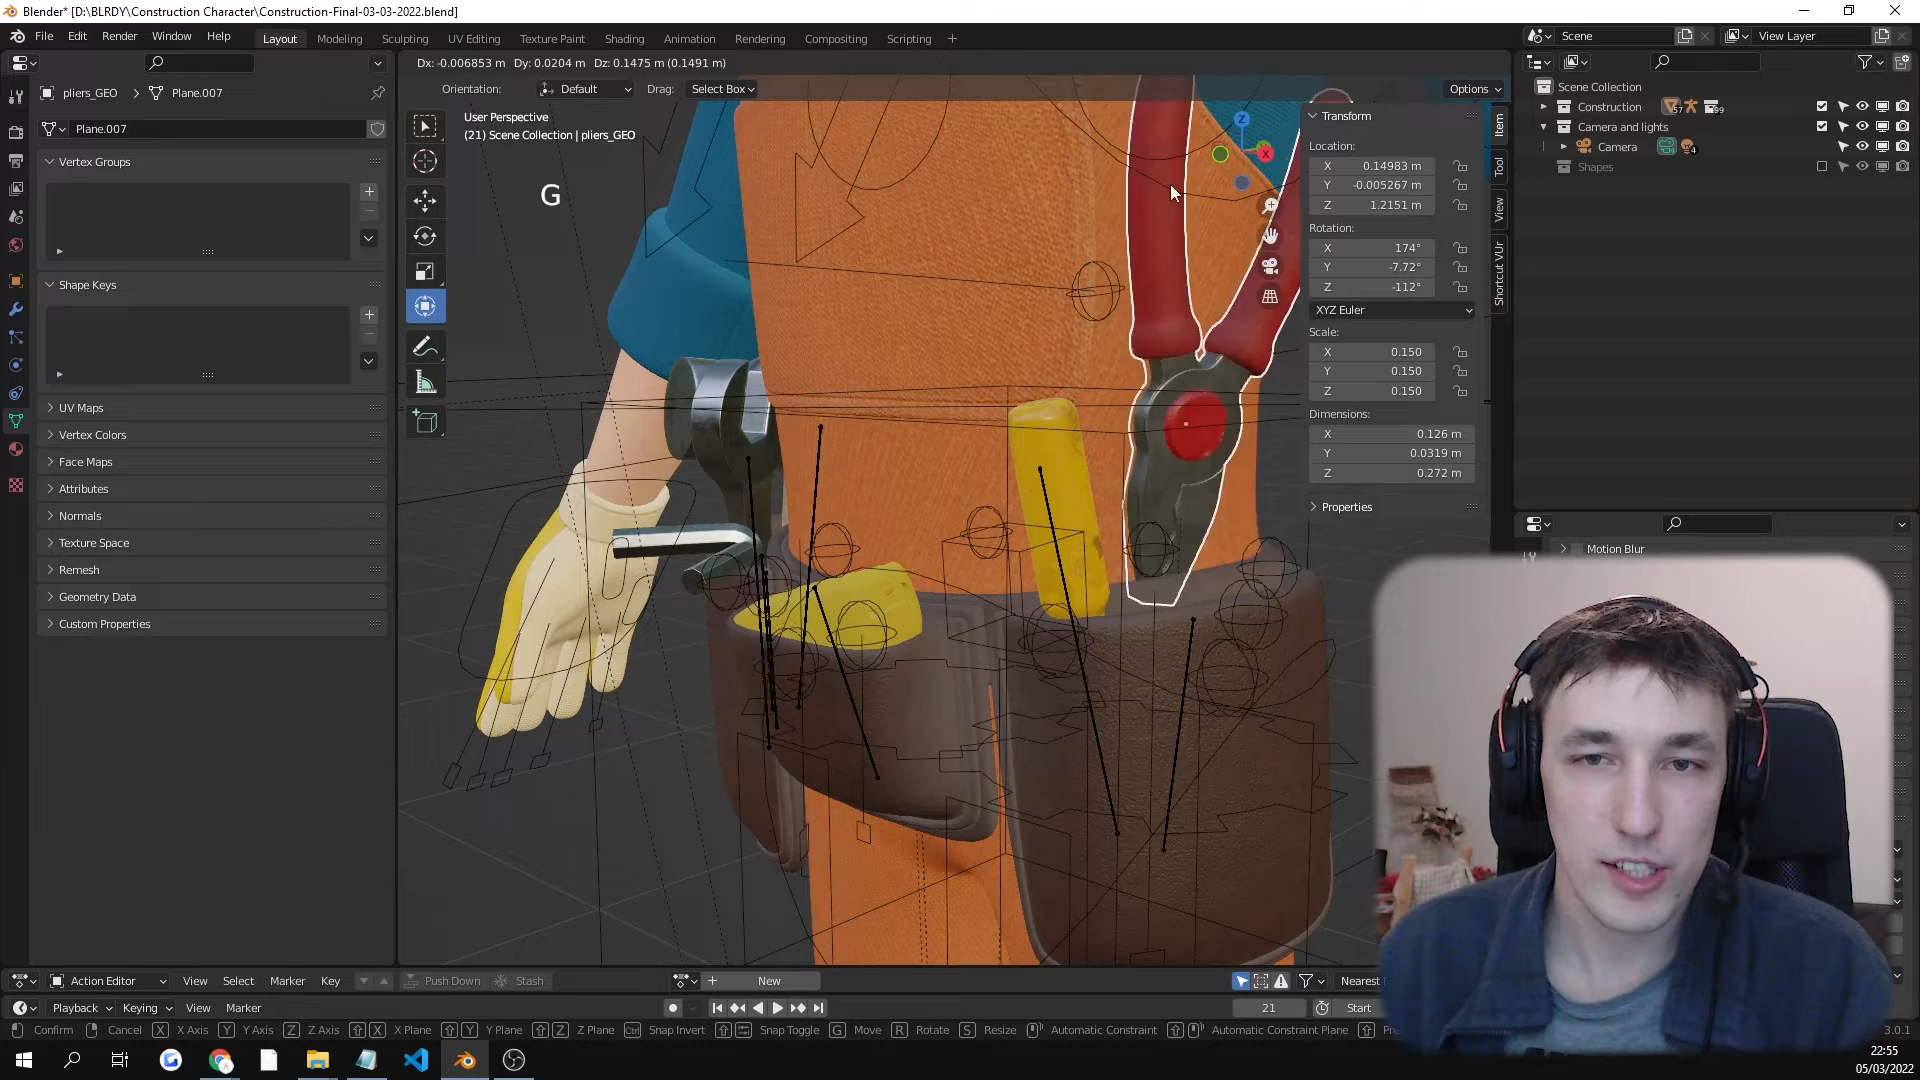 Blender* [D:\BLRDY\Construction Character\Construction-Final-03-03-2022.blend]
File Edit Render Window Help
Layout Modeling Sculpting UV Editing Texture Paint Shading Animation Rendering Compositing Scripting
Scene
View Layer
Dx: -0.006853 m Dy: 0.0204 m Dz: 0.1475 m (0.1491 m)
Orientation: Default Drag: Select Box Options
pliers_GEO Plane.007
Plane.007
Vertex Groups
Shape Keys
UV Maps
Vertex Colors
Face Maps
Attributes
Normals
Texture Space
Remesh
Geometry Data
Custom Properties
User Perspective
(21) Scene Collection | pliers_GEO
G
Transform
Location:
X 0.14983 m
Y -0.005267 m
Z 1.2151 m
Rotation:
X 174°
Y -7.72°
Z -112°
XYZ Euler
Scale:
X 0.150
Y 0.150
Z 0.150
Dimensions:
X 0.126 m
Y 0.0319 m
Z 0.272 m
Properties
Item
Tool
View
Shortcut VUr
Scene Collection
Construction 57 99
Camera and lights
Camera 4
Shapes
Motion Blur
Action Editor View Select Marker Key Push Down Stash New Nearest
Playback Keying View Marker 21 Start
Confirm Cancel X X Axis Y Y Axis Z Z Axis X X Plane Y Y Plane Z Z Plane Ctrl Snap Invert Snap Toggle G Move R Rotate S Resize Automatic Constraint Automatic Constraint Plane
3.0.1
22:55
05/03/2022